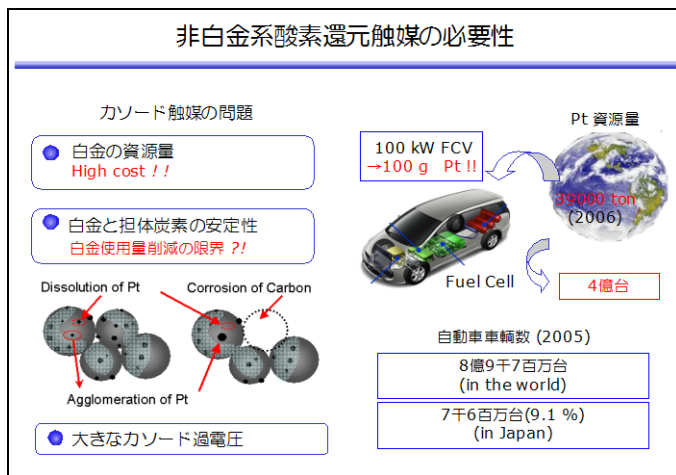 非白金系酸素還元触媒の必要性
カソード触媒の問題
白金の資源量
High cost ! !
白金と担体炭素の安定性
白金使用量削減の限界 ?!
Dissolution of Pt
Corrosion of Carbon
Agglomeration of Pt
大きなカソード過電圧
Pt 資源量
100 kW FCV
→100 g Pt !!
39000 ton
(2006)
Fuel Cell
4億台
自動車車輌数 (2005)
8億9千7百万台
(in the world)
7千6百万台(9.1 %)
(in Japan)